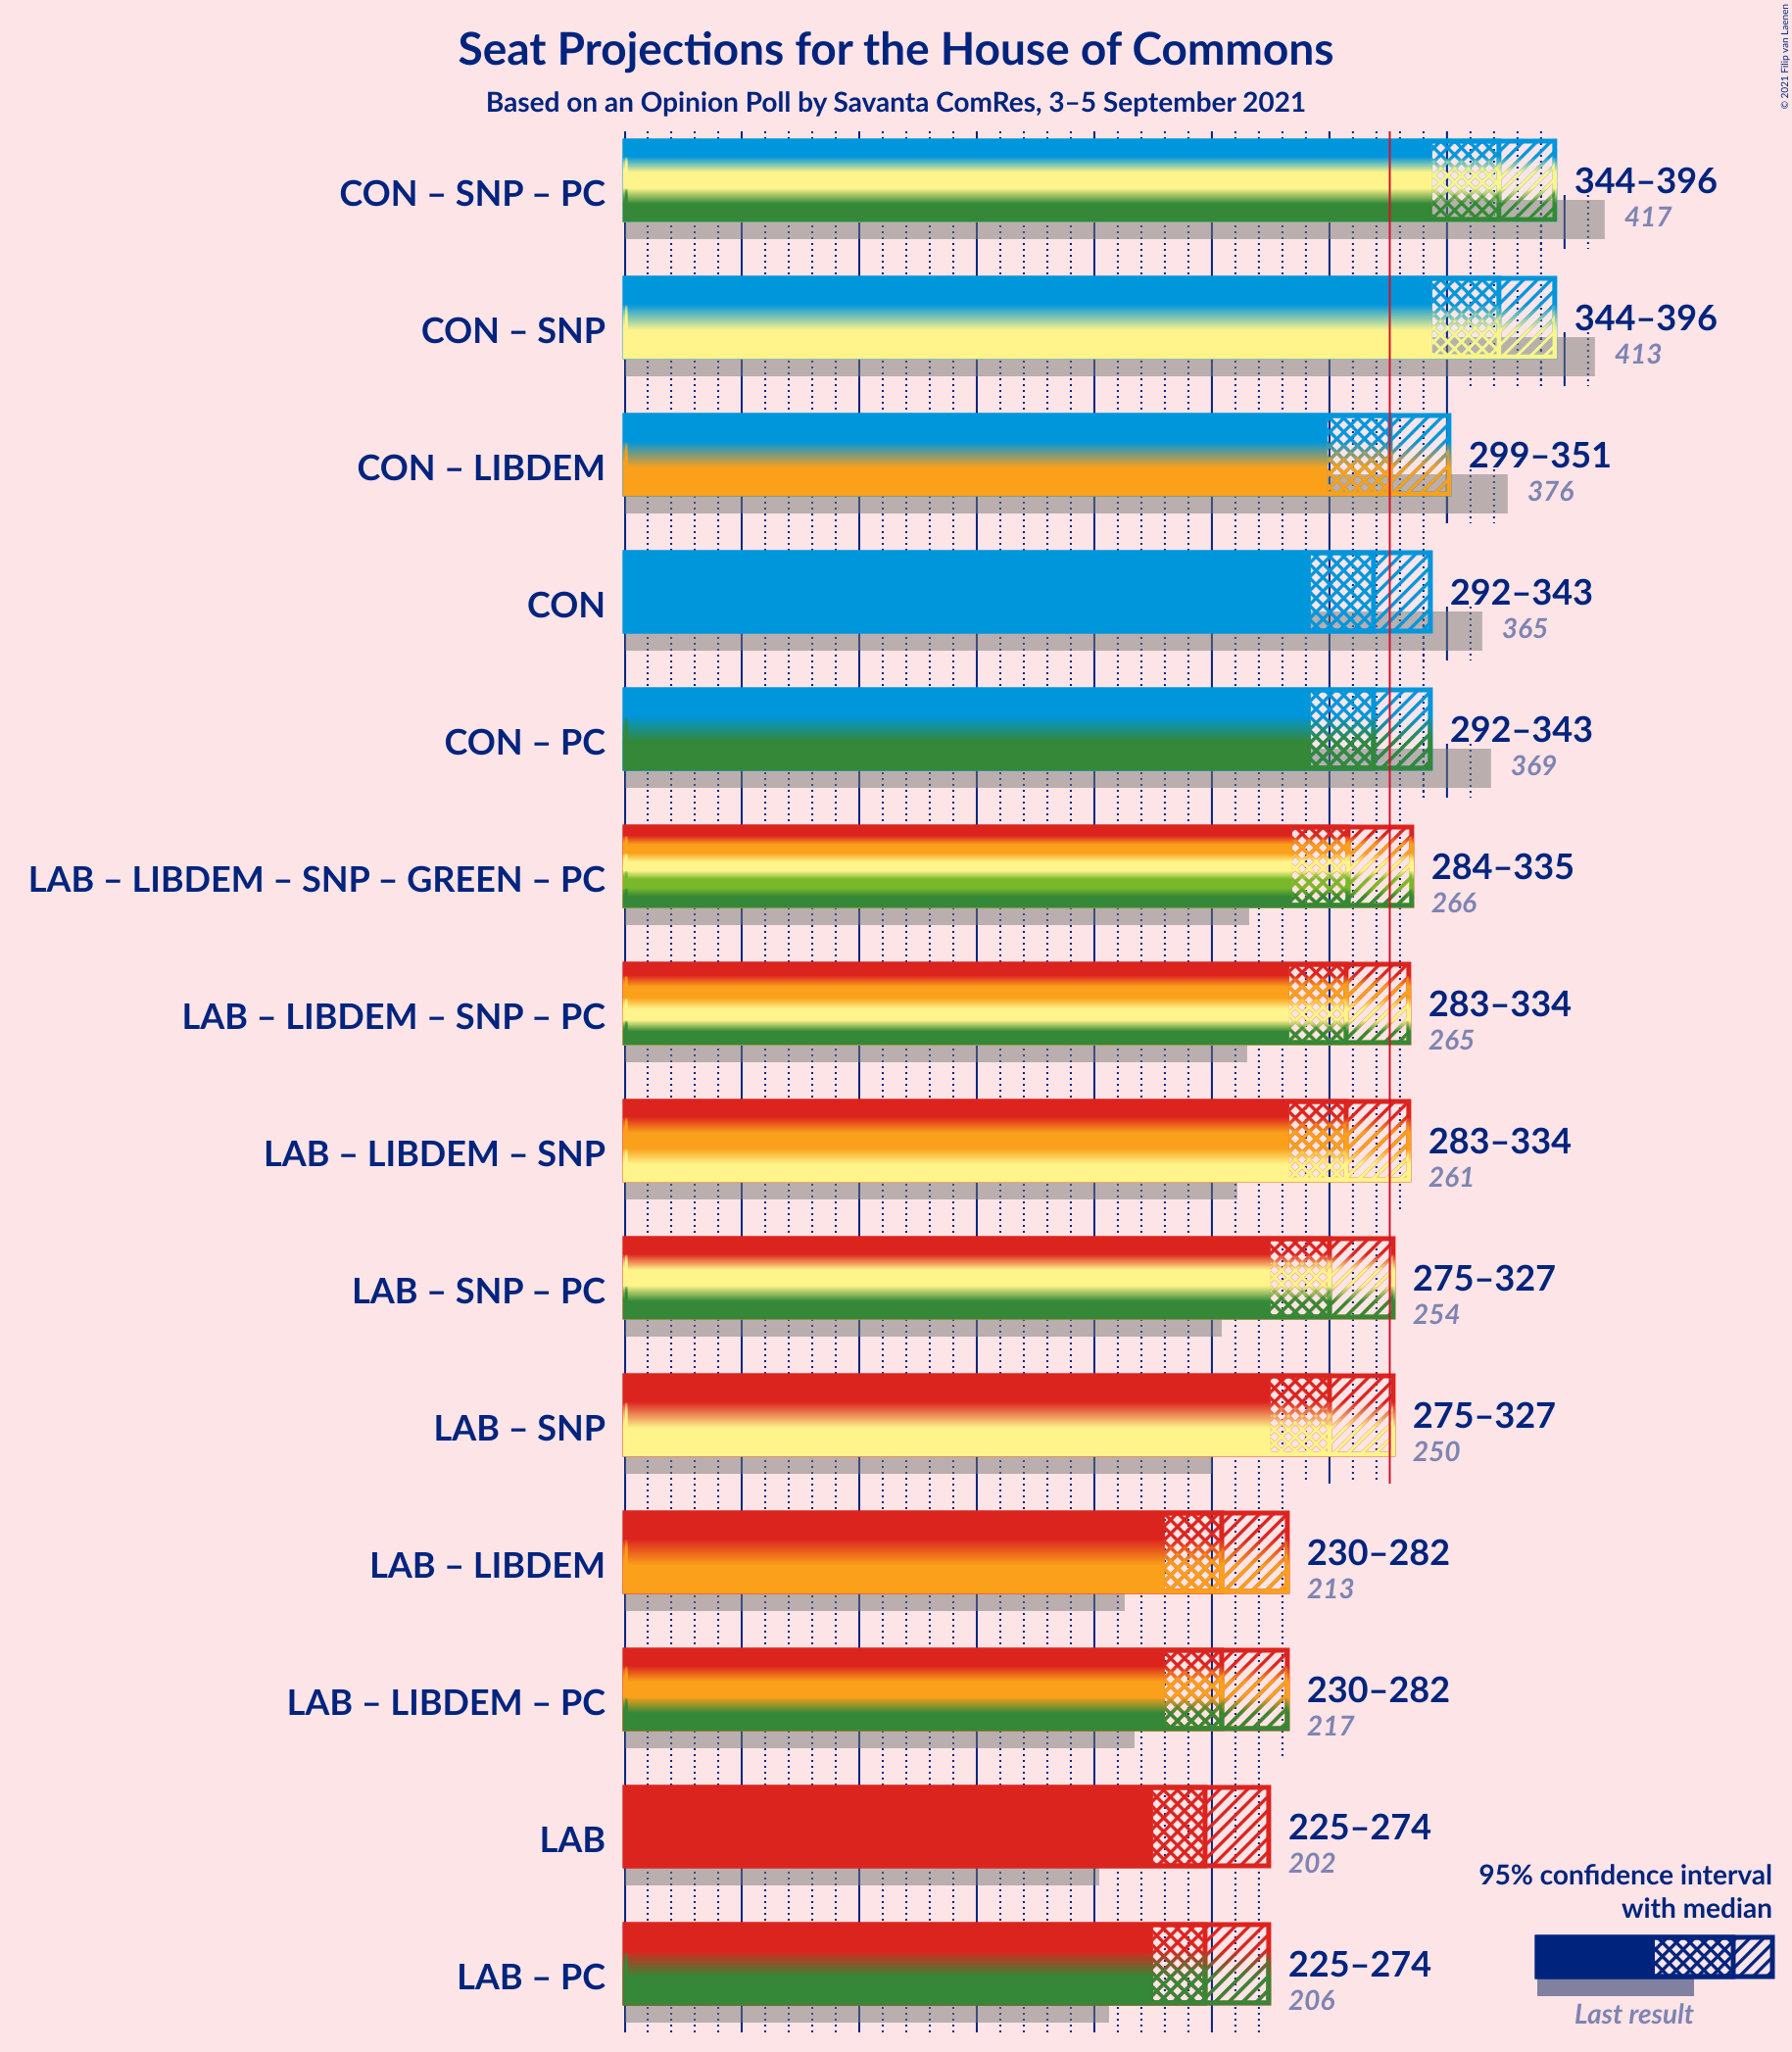 Seat Projections for the House of Commons
Based on an Opinion Poll by Savanta ComRes, 3–5 September 2021
© 2021 Filip van Laenen
CON – SNP – PC
344–396
417
CON – SNP
344–396
413
CON – LIBDEM
299–351
376
CON
292–343
365
CON – PC
292–343
369
LAB – LIBDEM – SNP – GREEN – PC
284–335
266
LAB – LIBDEM – SNP – PC
283–334
265
LAB – LIBDEM – SNP
283–334
261
LAB – SNP – PC
275–327
254
LAB – SNP
275–327
250
LAB – LIBDEM
230–282
213
LAB – LIBDEM – PC
230–282
217
LAB
225–274
202
LAB – PC
225–274
206
95% confidence interval
with median
Last result